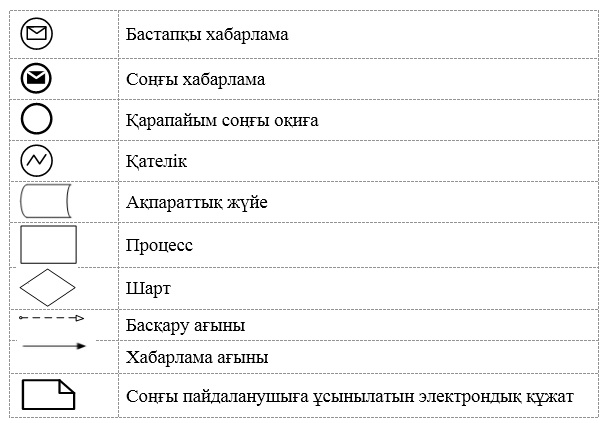 Бастапқы хабарлама
Соңғы хабарлама
Қарапайым соңғы оқиға
Қателік
Ақпараттық жүйе
Процесс
Шарт
Басқару ағыны
Хабарлама ағыны
Соңғы пайдаланушыға ұсынылатын электрондық құжат